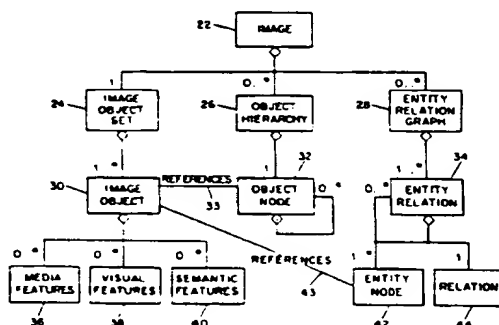 22
IMAGE
1
0..*
0..*
24
IMAGE OBJECT SET
26
OBJECT HIERARCHY
28
ENTITY RELATION GRAPH
1..*
1
1..*
30
IMAGE OBJECT
REFERENCES
33
32
OBJECT NODE
0..*
0..*
34
ENTITY RELATION
0..*
0..*
0..*
REFERENCES
43
1..*
1
MEDIA FEATURES
VISUAL FEATURES
SEMANTIC FEATURES
ENTITY NODE
RELATION
36
38
40
42
44